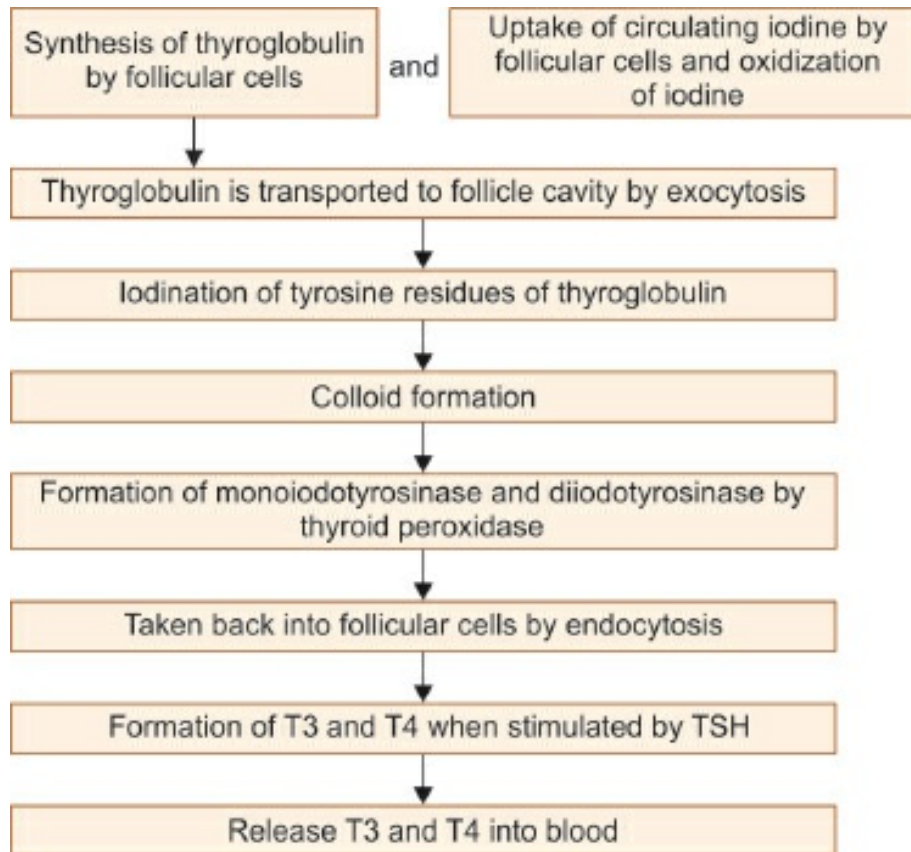 Synthesis of thyroglobulin
by follicular cells
and
Uptake of circulating iodine by
follicular cells and oxidization
of iodine
Thyroglobulin is transported to follicle cavity by exocytosis
Iodination of tyrosine residues of thyroglobulin
Colloid formation
Formation of monoiodotyrosinase and diiodotyrosinase by
thyroid peroxidase
Taken back into follicular cells by endocytosis
Formation of T3 and T4 when stimulated by TSH
Release T3 and T4 into blood